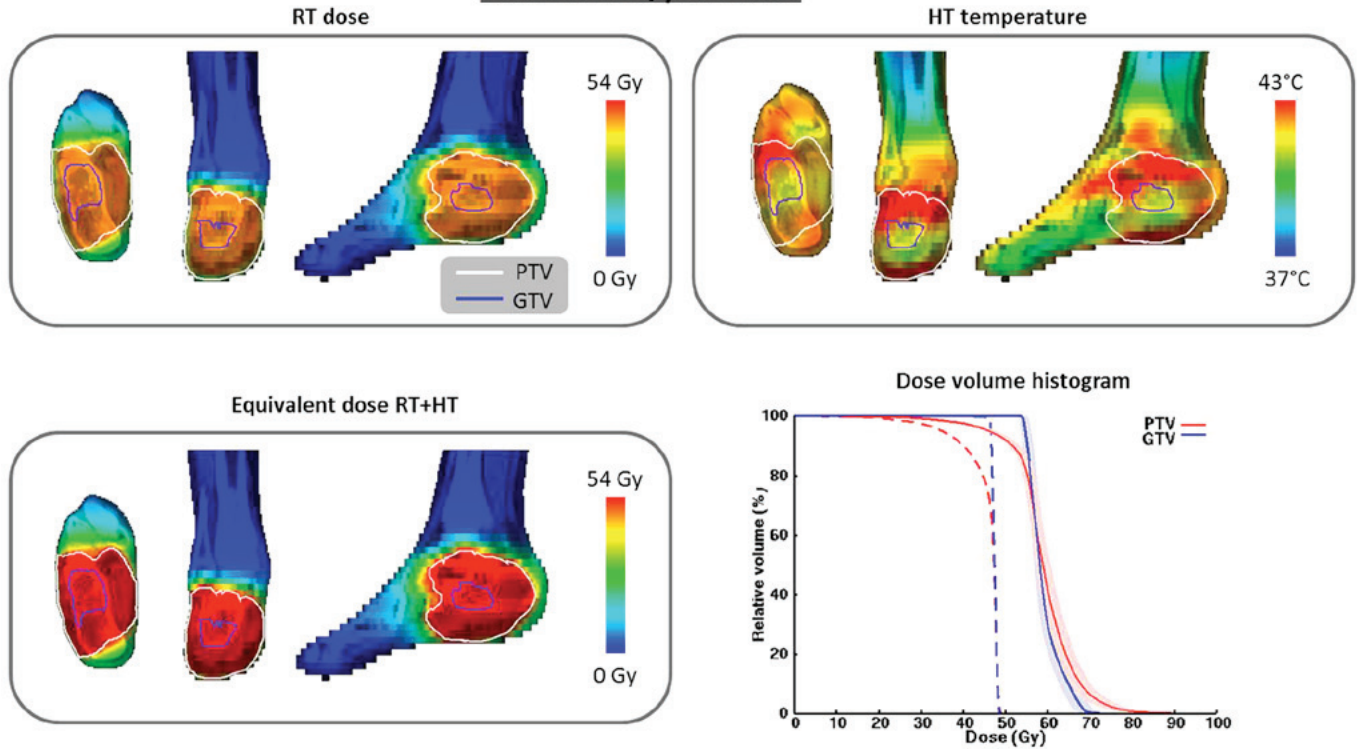 RT dose
HT temperature
54 Gy
0 Gy
PTV
GTV
43°C
37°C
Equivalent dose RT+HT
54 Gy
0 Gy
Dose volume histogram
PTV
GTV
Relative volume (%)
100
80
60
40
20
0
0 10 20 30 40 50 60 70 80 90 100
Dose (Gy)